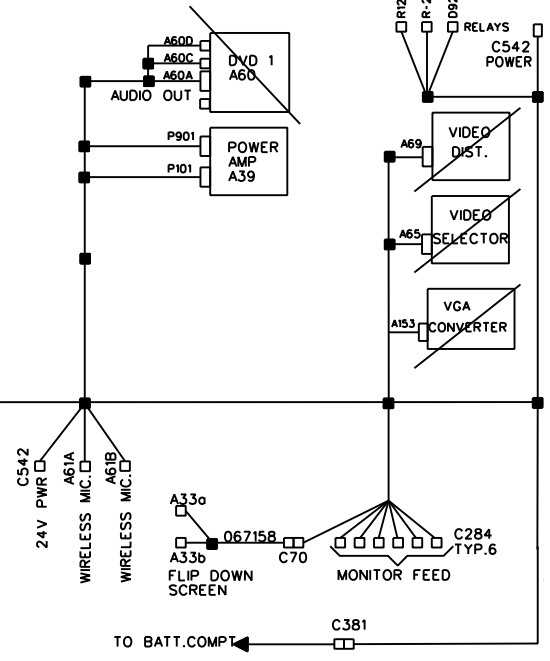 R-2
RELAYS
C542
POWER
A60D
A60C
A60A
AUDIO OUT
DVD 1
A60
P901
P101
POWER
AMP
A39
A69
VIDEO
DIST.
A65
VIDEO
SELECTOR
A153
VGA
CONVERTER
C542
24V PWR
A61A
WIRELESS MIC.
A61B
WIRELESS MIC.
A33a
A33b
067158
C70
FLIP DOWN
SCREEN
C284
TYP.6
MONITOR FEED
C381
TO BATT.COMPT